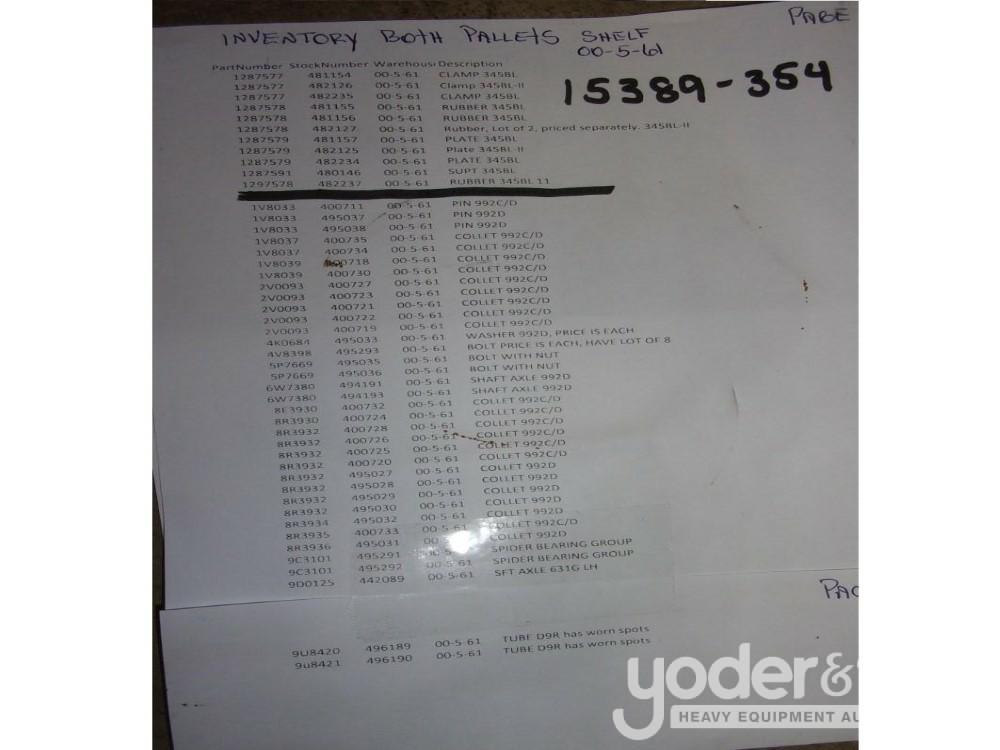 PAGE
INVENTORY BOTH PALLETS SHELF
00-5-61
15389-354
PartNumber StockNumber Warehousi Description
1287577 481154 00-5-61 CLAMP 345BL
1287577 482126 00-5-61 Clamp 345BL-II
1287577 482235 00-5-61 CLAMP 345BL
1287578 481155 00-5-61 RUBBER 345BL
1287578 481156 00-5-61 RUBBER 345BL
1287578 482127 00-5-61 Rubber, Lot of 2, priced separately. 345BL-II
1287579 481157 00-5-61 PLATE 345BL
1287579 482125 00-5-61 Plate 345BL-II
1287579 482234 00-5-61 PLATE 345BL
1287591 480146 00-5-61 SUPT 345BL
1297578 482237 00-5-61 RUBBER 345BL 11
1V8033 400711 00-5-61 PIN 992C/D
1V8033 495037 00-5-61 PIN 992D
1V8033 495038 00-5-61 PIN 992D
1V8037 400735 00-5-61 COLLET 992C/D
1V8037 400734 00-5-61 COLLET 992C/D
1V8039 400718 00-5-61 COLLET 992C/D
1V8039 400730 00-5-61 COLLET 992C/D
2V0093 400727 00-5-61 COLLET 992C/D
2V0093 400723 00-5-61 COLLET 992C/D
2V0093 400721 00-5-61 COLLET 992C/D
2V0093 400722 00-5-61 COLLET 992C/D
2V0093 400719 00-5-61 COLLET 992C/D
4K0684 495033 00-5-61 WASHER 992D, PRICE IS EACH
4V8398 495293 00-5-61 BOLT PRICE IS EACH, HAVE LOT OF 8
5P7669 495035 00-5-61 BOLT WITH NUT
5P7669 495036 00-5-61 BOLT WITH NUT
6W7380 494191 00-5-61 SHAFT AXLE 992D
6W7380 494193 00-5-61 SHAFT AXLE 992D
8E3930 400732 00-5-61 COLLET 992C/D
8R3930 400724 00-5-61 COLLET 992C/D
8R3932 400728 00-5-61 COLLET 992C/D
8R3932 400726 00-5-61 COLLET 992C/D
8R3932 400725 00-5-61 COLLET 992C/D
8R3932 400720 00-5-61 COLLET 992C/D
8R3932 495027 00-5-61 COLLET 992D
8R3932 495028 00-5-61 COLLET 992D
8R3932 495029 00-5-61 COLLET 992D
8R3932 495030 00-5-61 COLLET 992D
8R3934 495032 00-5-61 COLLET 992D
8R3935 400733 00-5-61 COLLET 992C/D
8R3936 495031 COLLET 992D
9C3101 495291 SPIDER BEARING GROUP
9C3101 495292 00-5-61 SPIDER BEARING GROUP
9D0125 442089 00-5-61 SFT AXLE 631G LH
9U8420 496189 00-5-61 TUBE D9R has worn spots
9u8421 496190 00-5-61 TUBE D9R has worn spots
yoder&
HEAVY EQUIPMENT AU